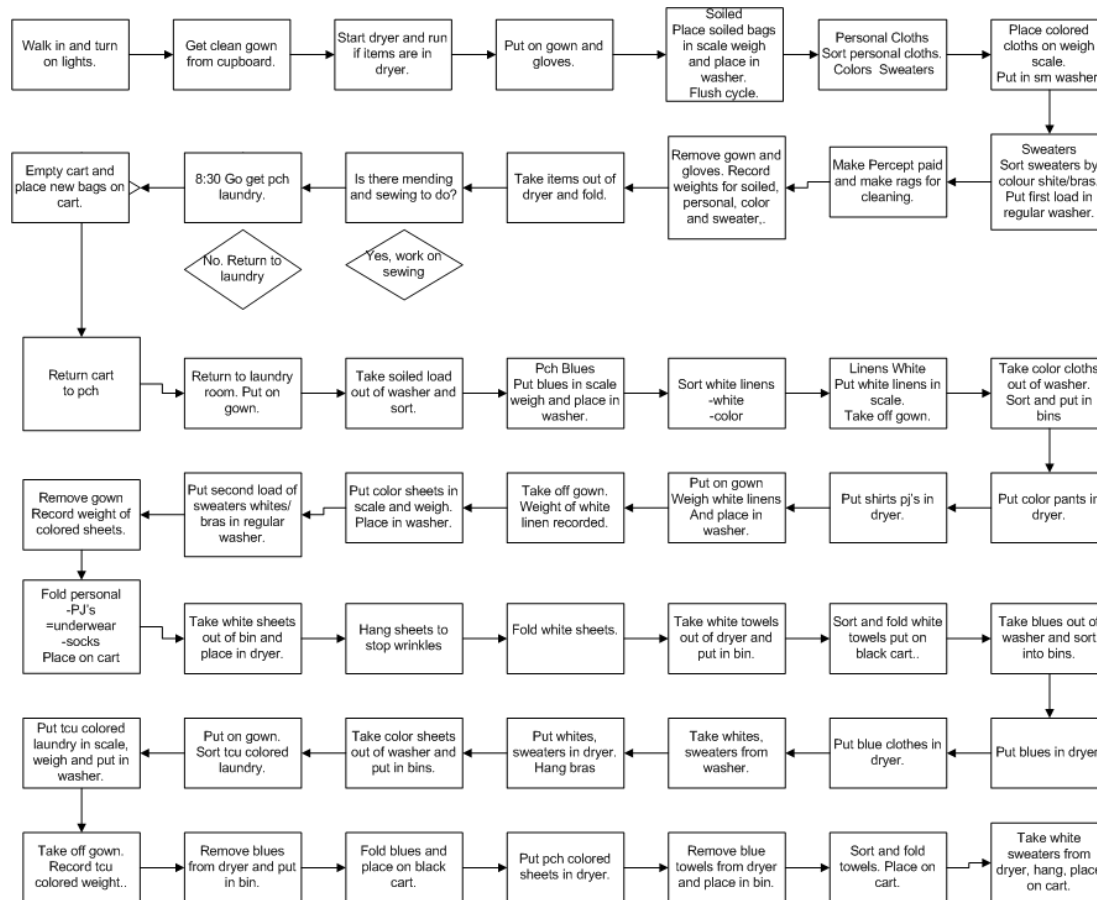 Walk in and turn
on lights.
Get clean gown
from cupboard.
Start dryer and run
if items are in
dryer.
Put on gown and
gloves.
Soiled
Place soiled bags
in scale weigh
and place in
washer.
Flush cycle.
Personal Cloths
Sort personal cloths.
Colors Sweaters
Place colored
cloths on weigh
scale.
Put in sm washer
Empty cart and
place new bags on
cart.
8:30 Go get pch
laundry.
Is there mending
and sewing to do?
Take items out of
dryer and fold.
Remove gown and
gloves. Record
weights for soiled,
personal, color
and sweater,.
Make Percept paid
and make rags for
cleaning.
Sweaters
Sort sweaters by
colour shite/bras.
Put first load in
regular washer.
No. Return to
laundry
Yes, work on
sewing
Return cart
to pch
Return to laundry
room. Put on
gown.
Take soiled load
out of washer and
sort.
Pch Blues
Put blues in scale
weigh and place in
washer.
Sort white linens
-white
-color
Linens White
Put white linens in
scale.
Take off gown.
Take color cloths
out of washer.
Sort and put in
bins
Remove gown
Record weight of
colored sheets.
Put second load of
sweaters whites/
bras in regular
washer.
Put color sheets in
scale and weigh.
Place in washer.
Take off gown.
Weight of white
linen recorded.
Put on gown
Weigh white linens
And place in
washer.
Put shirts pj's in
dryer.
Put color pants in
dryer.
Fold personal
-PJ's
=underwear
-socks
Place on cart
Take white sheets
out of bin and
place in dryer.
Hang sheets to
stop wrinkles
Fold white sheets.
Take white towels
out of dryer and
put in bin.
Sort and fold white
towels put on
black cart..
Take blues out of
washer and sort
into bins.
Put tcu colored
laundry in scale,
weigh and put in
washer.
Put on gown.
Sort tcu colored
laundry.
Take color sheets
out of washer and
put in bins.
Put whites,
sweaters in dryer.
Hang bras
Take whites,
sweaters from
washer.
Put blue clothes in
dryer.
Put blues in dryer
Take off gown.
Record tcu
colored weight..
Remove blues
from dryer and put
in bin.
Fold blues and
place on black
cart.
Put pch colored
sheets in dryer.
Remove blue
towels from dryer
and place in bin.
Sort and fold
towels. Place on
cart.
Take white
sweaters from
dryer, hang, place
on cart.